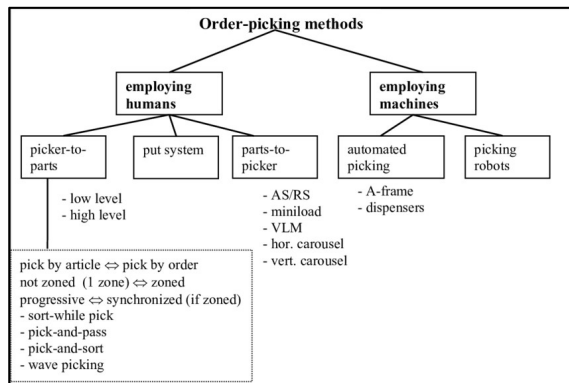 Order-picking methods
employing
humans
employing
machines
picker-to-
parts
put system
parts-to-
picker
automated
picking
picking
robots
- low level
- high level
- AS/RS
- miniload
- VLM
- hor. carousel
- vert. carousel
- A-frame
- dispensers
pick by article ⇔ pick by order
not zoned (1 zone) ⇔ zoned
progressive ⇔ synchronized (if zoned)
- sort-while pick
- pick-and-pass
- pick-and-sort
- wave picking